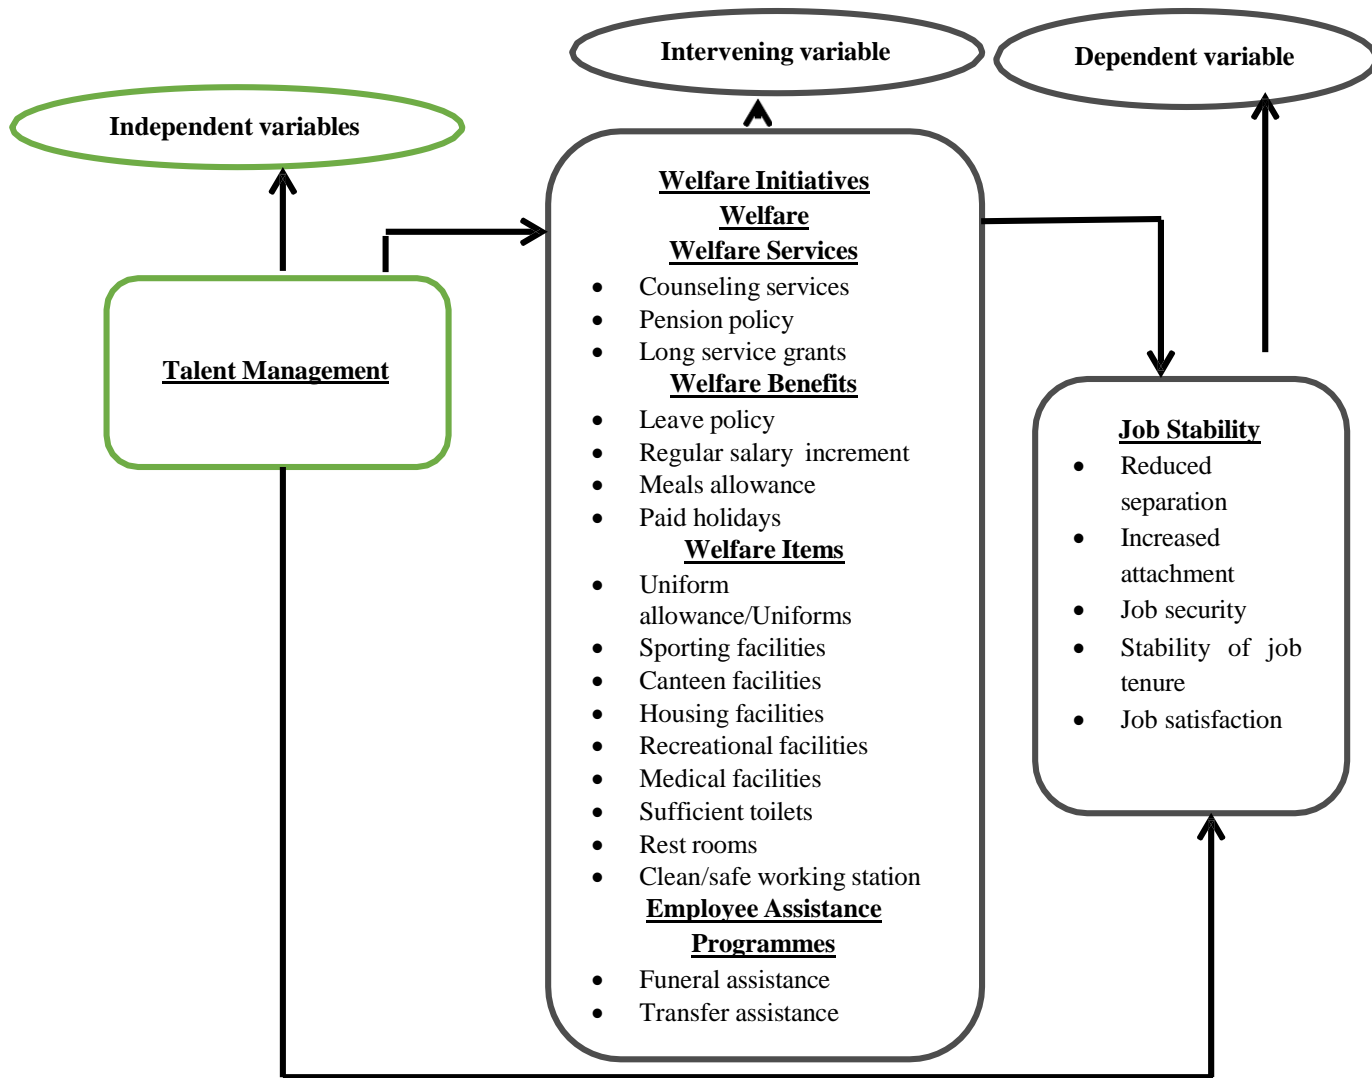 Intervening variable
Dependent variable
Independent variables
Talent Management
Welfare Initiatives
Welfare
Welfare Services
• Counseling services
• Pension policy
• Long service grants
Welfare Benefits
• Leave policy
• Regular salary increment
• Meals allowance
• Paid holidays
Welfare Items
• Uniform
allowance/Uniforms
• Sporting facilities
• Canteen facilities
• Housing facilities
• Recreational facilities
• Medical facilities
• Sufficient toilets
• Rest rooms
• Clean/safe working station
Employee Assistance
Programmes
• Funeral assistance
• Transfer assistance
Job Stability
• Reduced
separation
• Increased
attachment
• Job security
• Stability of job
tenure
• Job satisfaction